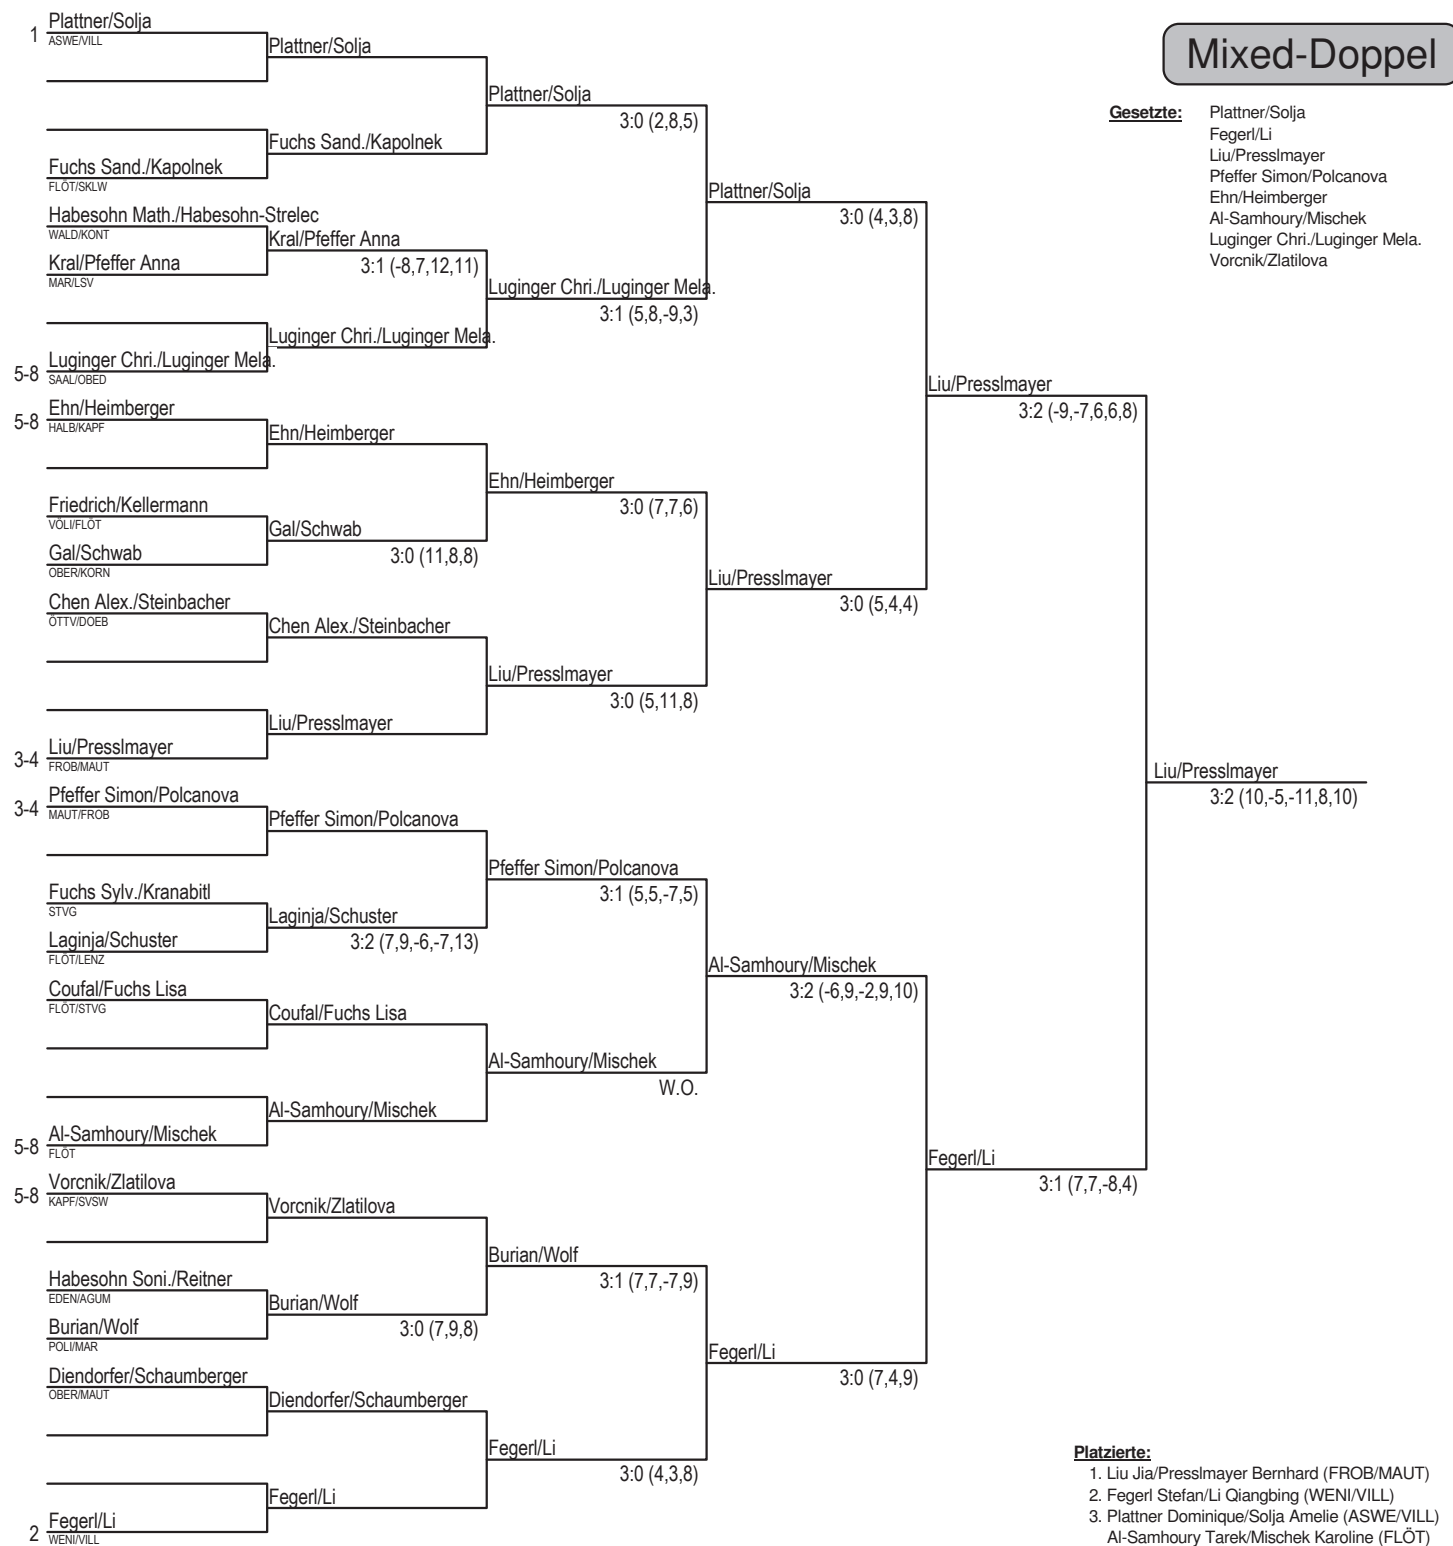 Mixed-Doppel
Gesetzte: Plattner/Solja
Fegerl/Li
Liu/Presslmayer
Pfeffer Simon/Polcanova
Ehn/Heimberger
Al-Samhoury/Mischek
Luginger Chri./Luginger Mela.
Vorcnik/Zlatilova
1 Plattner/Solja
ASWE/VILL
Fuchs Sand./Kapolnek
FLÖT/SKLW
Habesohn Math./Habesohn-Strelec
WALD/KONT
Kral/Pfeffer Anna
MAR/LSV
5-8 Luginger Chri./Luginger Mela.
SAAL/OBED
5-8 Ehn/Heimberger
HALB/KAPF
Friedrich/Kellermann
VÖLI/FLÖT
Gal/Schwab
OBER/KORN
Chen Alex./Steinbacher
ÖTTV/DOEB
3-4 Liu/Presslmayer
FROB/MAUT
3-4 Pfeffer Simon/Polcanova
MAUT/FROB
Fuchs Sylv./Kranabitl
STVG
Laginja/Schuster
FLÖT/LENZ
Coufal/Fuchs Lisa
FLÖT/STVG
5-8 Al-Samhoury/Mischek
FLÖT
5-8 Vorcnik/Zlatilova
KAPF/SVSW
Habesohn Soni./Reitner
EDEN/AGUM
Burian/Wolf
POLI/MAR
Diendorfer/Schaumberger
OBER/MAUT
2 Fegerl/Li
WENI/VILL
Plattner/Solja
Fuchs Sand./Kapolnek
Kral/Pfeffer Anna
3:1 (-8,7,12,11)
Luginger Chri./Luginger Mela.
Ehn/Heimberger
Gal/Schwab
3:0 (11,8,8)
Chen Alex./Steinbacher
Liu/Presslmayer
Pfeffer Simon/Polcanova
Laginja/Schuster
3:2 (7,9,-6,-7,13)
Coufal/Fuchs Lisa
Al-Samhoury/Mischek
Vorcnik/Zlatilova
Burian/Wolf
3:0 (7,9,8)
Diendorfer/Schaumberger
Fegerl/Li
Plattner/Solja
3:0 (2,8,5)
Luginger Chri./Luginger Mela.
3:1 (5,8,-9,3)
Ehn/Heimberger
3:0 (7,7,6)
Liu/Presslmayer
3:0 (5,11,8)
Pfeffer Simon/Polcanova
3:1 (5,5,-7,5)
Al-Samhoury/Mischek
W.O.
Burian/Wolf
3:1 (7,7,-7,9)
Fegerl/Li
3:0 (4,3,8)
Plattner/Solja
3:0 (4,3,8)
Liu/Presslmayer
3:0 (5,4,4)
Al-Samhoury/Mischek
3:2 (-6,9,-2,9,10)
Fegerl/Li
3:0 (7,4,9)
Liu/Presslmayer
3:2 (-9,-7,6,6,8)
Fegerl/Li
3:1 (7,7,-8,4)
Liu/Presslmayer
3:2 (10,-5,-11,8,10)
Platzierte:
1. Liu Jia/Presslmayer Bernhard (FROB/MAUT)
2. Fegerl Stefan/Li Qiangbing (WENI/VILL)
3. Plattner Dominique/Solja Amelie (ASWE/VILL)
Al-Samhoury Tarek/Mischek Karoline (FLÖT)